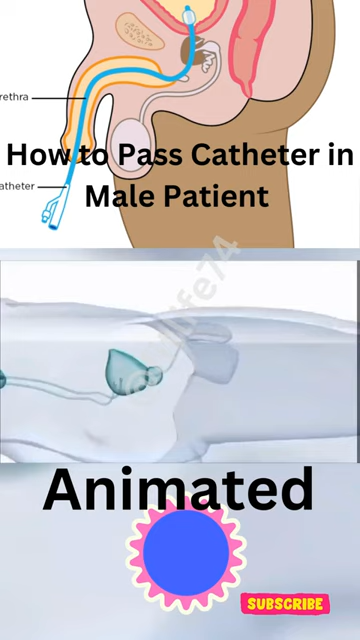 rethra
How to Pass Catheter in
atheter
Male Patient
Animated
SUBSCRIBE